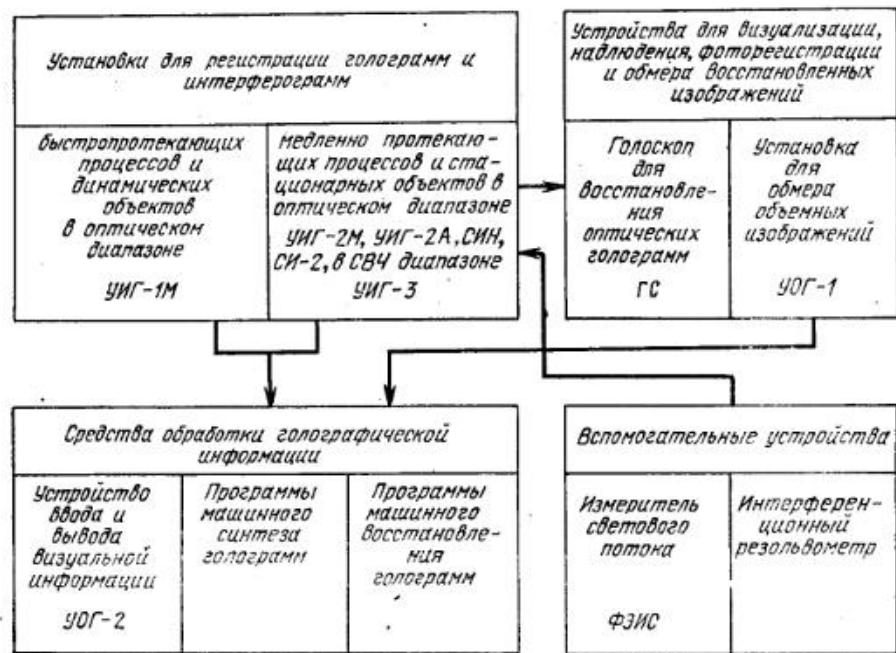 Установки для регистрации голограмм и
интерферограмм
быстропротекающих
процессов и
динамических
объектов
в оптическом
диапазоне
УИГ-1М
медленно протекаю-
щих процессов и ста-
ционарных объектов в
оптическом диапазоне
УИГ-2М, УИГ-2А, СИН,
СИ-2, в СВЧ диапазоне
УИГ-3
Устройства для визуализации,
надлюдения, фоторегистрации
и обмера восстановленных
изображений
Голоскоп
для
восстановле-
ния
оптических
голограмм
ГС
Установка
для
обмера
объемных
изображений
УОГ-1
Средства обработки голографической
информации
Устройство
ввода и
вывода
визуальной
информации
УОГ-2
Программы
машинного
синтеза
голограмм
Программы
машинного
восстановле-
ния
голограмм
Вспомогательные устройства
Измеритель
светового
потока
ФЭИС
Интерферен-
ционный
резольвометр